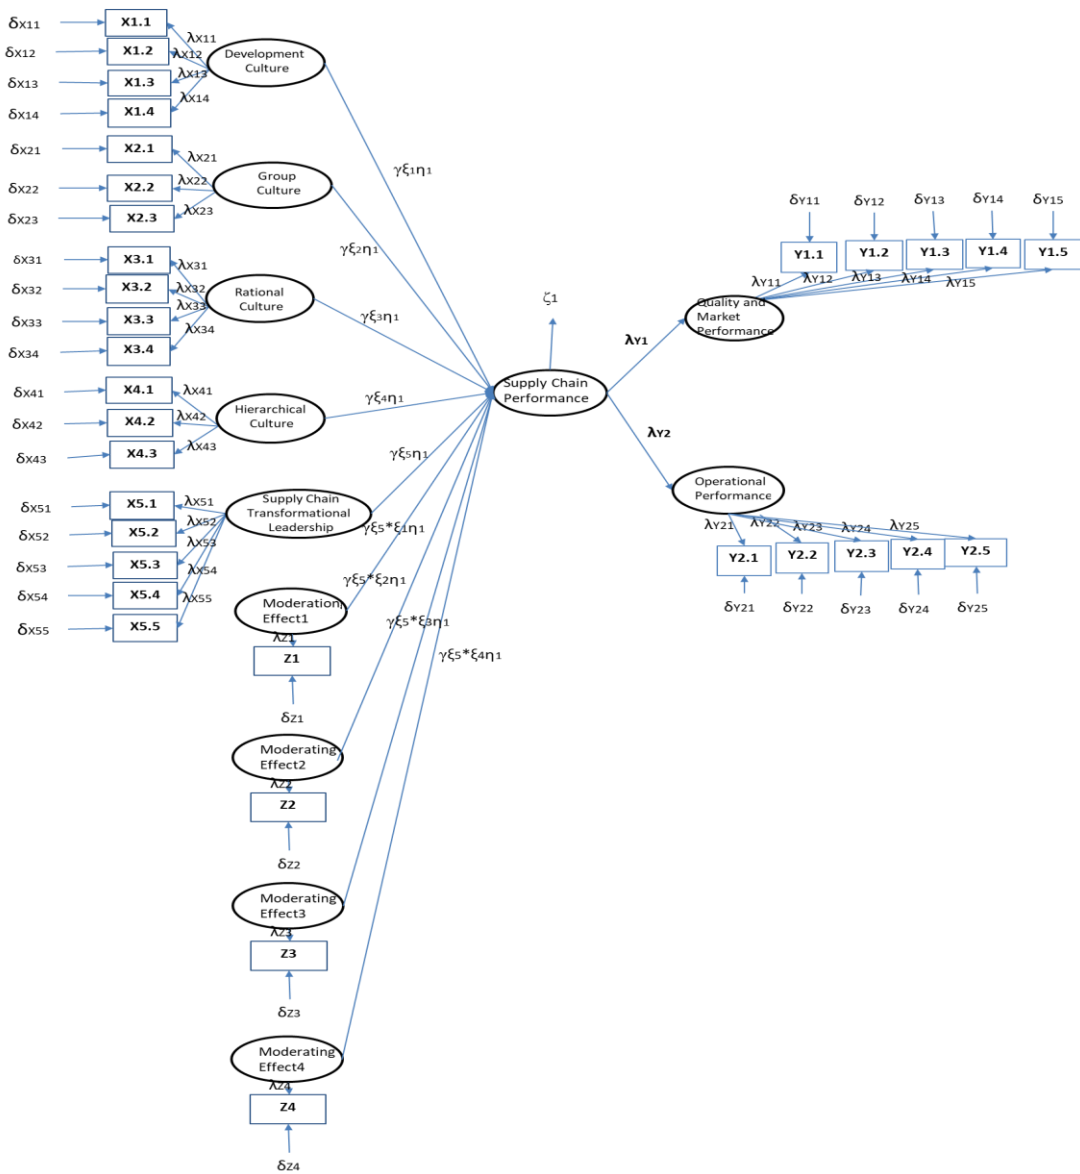 δX11
X1.1
λX11
δX12
X1.2
λX12
δX13
X1.3
λX13
δX14
X1.4
λX14
Development
Culture
γξ1η1
δX21
X2.1
λX21
δX22
X2.2
λX22
δX23
X2.3
λX23
Group
Culture
γξ2η1
δX31
X3.1
λX31
δX32
X3.2
λX32
δX33
X3.3
λX33
δX34
X3.4
λX34
Rational
Culture
γξ3η1
δX41
X4.1
λX41
δX42
X4.2
λX42
δX43
X4.3
λX43
Hierarchical
Culture
γξ4η1
δX51
X5.1
λX51
δX52
X5.2
λX52
δX53
X5.3
λX53
δX54
X5.4
λX54
δX55
X5.5
λX55
Supply Chain
Transformational
Leadership
γξ5η1
γξ5*ξ1η1
γξ5*ξ2η1
γξ5*ξ3η1
γξ5*ξ4η1
Moderation
Effect1
λZ1
Z1
δZ1
Moderating
Effect2
λZ2
Z2
δZ2
Moderating
Effect3
λZ3
Z3
δZ3
Moderating
Effect4
λZ4
Z4
δZ4
ζ1
Supply Chain
Performance
λY1
λY2
δY11
δY12
δY13
δY14
δY15
Y1.1
Y1.2
Y1.3
Y1.4
Y1.5
λY11
λY12
λY13
λY14
λY15
Quality and
Market
Performance
Operational
Performance
λY21
λY22
λY23
λY24
λY25
Y2.1
Y2.2
Y2.3
Y2.4
Y2.5
δY21
δY22
δY23
δY24
δY25